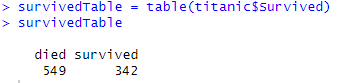 > survivedTable = table(titanic$Survived)
> survivedTable
died survived
549 342